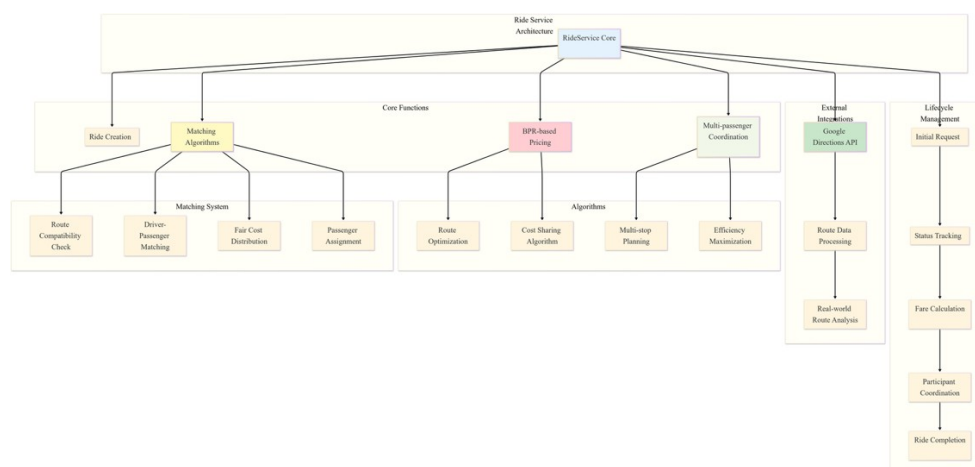 Ride Service
Architecture
RideService Core
Core Functions
External
Integrations
Lifecycle
Management
Ride Creation
Matching
Algorithms
BPR-based
Pricing
Multi-passenger
Coordination
Google
Directions API
Initial Request
Matching System
Algorithms
Route
Compatibility
Check
Driver-
Passenger
Matching
Fair Cost
Distribution
Passenger
Assignment
Route
Optimization
Cost Sharing
Algorithm
Multi-stop
Planning
Efficiency
Maximization
Route Data
Processing
Status Tracking
Real-world
Route Analysis
Fare Calculation
Participant
Coordination
Ride Completion